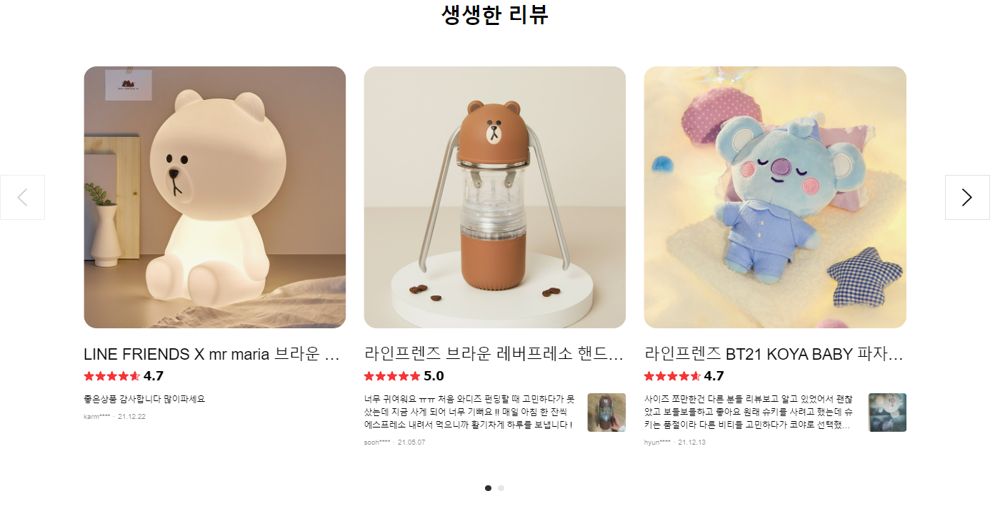 생생한 리뷰
LINE FRIENDS X mr maria 브라운 ...
4.7
좋은상품 감사합니다 많이파세요
karm**** · 21.12.22
라인프렌즈 브라운 레버프레소 핸드...
5.0
너무 귀여워요 ㅠㅠ 처음 와디즈 펀딩할 때 고민하다가 못
샀는데 지금 사게 되어 너무 기뻐요 !! 매일 아침 한 잔씩
에스프레소 내려서 먹으니까 활기차게 하루를 보냅니다 !
sooh**** · 21.05.07
라인프렌즈 BT21 KOYA BABY 파자...
4.7
사이즈 쪼만한건 다른 분들 리뷰보고 알고 있었어서 괜찮
았고 보들보들하고 좋아요 원래 슈키를 사려고 했는데 슈
키는 품절이라 다른 비티들 고민하다가 코야로 선택했...
hyun**** · 21.12.13